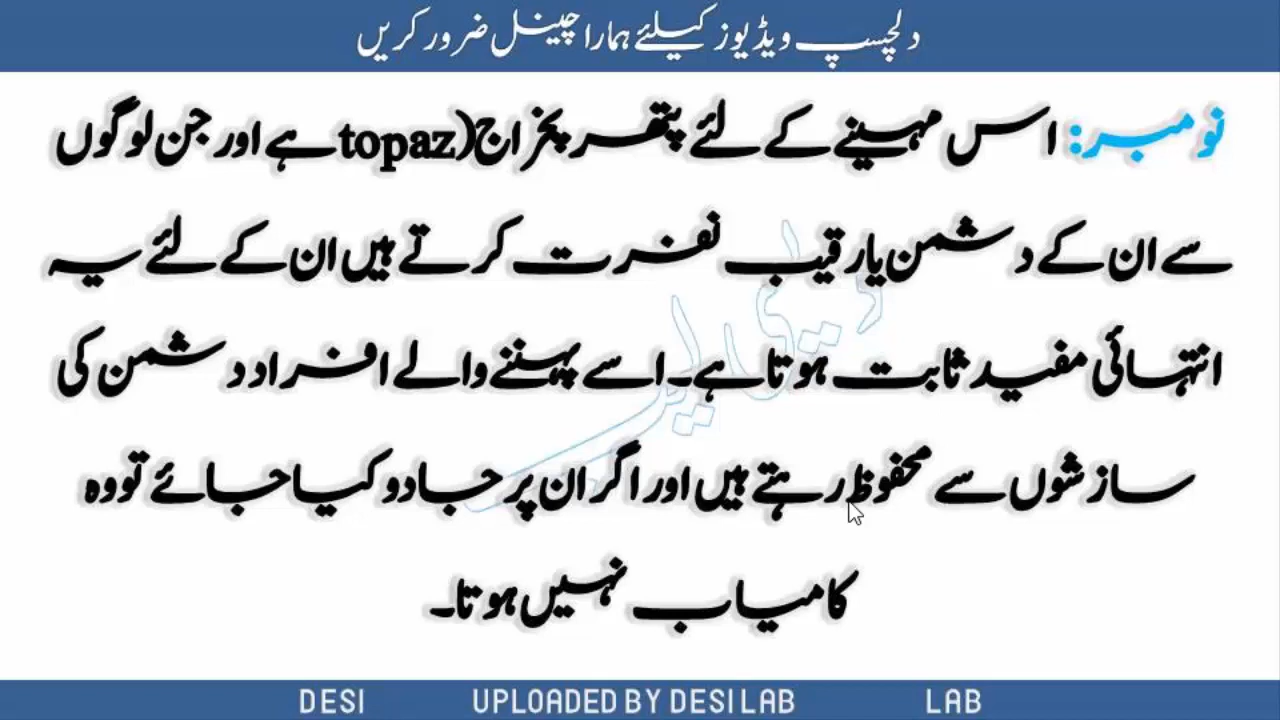 دلچسپ ویڈیوز کیلئے ہمارا چینل ضرور کریں
نومبر: اس مہینے کے لئے پتھر پکھراج(topaz ہے اور جن لوگوں
سے ان کے دشمن یا رقیب نفرت کرتے ہیں ان کے لئے یہ
انتہائی مفید ثابت ہوتا ہے۔ اسے پہننے والے افراد دشمن کی
سازشوں سے محفوظ رہتے ہیں اور اگر ان پر جادو کیا جائے تو وہ
کامیاب نہیں ہوتا۔
دیسی لیب
DESI UPLOADED BY DESI LAB LAB